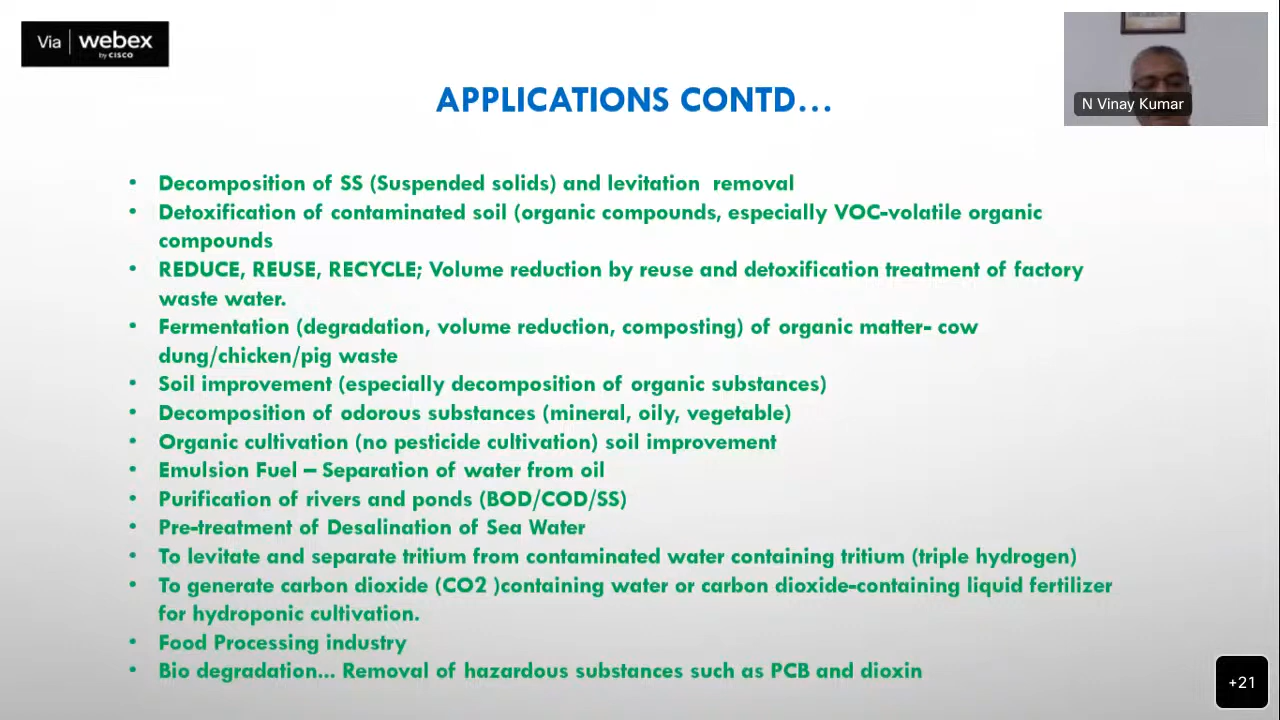 Via webex
by CISCO
N Vinay Kumar
APPLICATIONS CONTD...
• Decomposition of SS (Suspended solids) and levitation removal
• Detoxification of contaminated soil (organic compounds, especially VOC-volatile organic
compounds
• REDUCE, REUSE, RECYCLE; Volume reduction by reuse and detoxification treatment of factory
waste water.
• Fermentation (degradation, volume reduction, composting) of organic matter- cow
dung/chicken/pig waste
• Soil improvement (especially decomposition of organic substances)
• Decomposition of odorous substances (mineral, oily, vegetable)
• Organic cultivation (no pesticide cultivation) soil improvement
• Emulsion Fuel – Separation of water from oil
• Purification of rivers and ponds (BOD/COD/SS)
• Pre-treatment of Desalination of Sea Water
• To levitate and separate tritium from contaminated water containing tritium (triple hydrogen)
• To generate carbon dioxide (CO2 )containing water or carbon dioxide-containing liquid fertilizer
for hydroponic cultivation.
• Food Processing industry
• Bio degradation... Removal of hazardous substances such as PCB and dioxin
+21